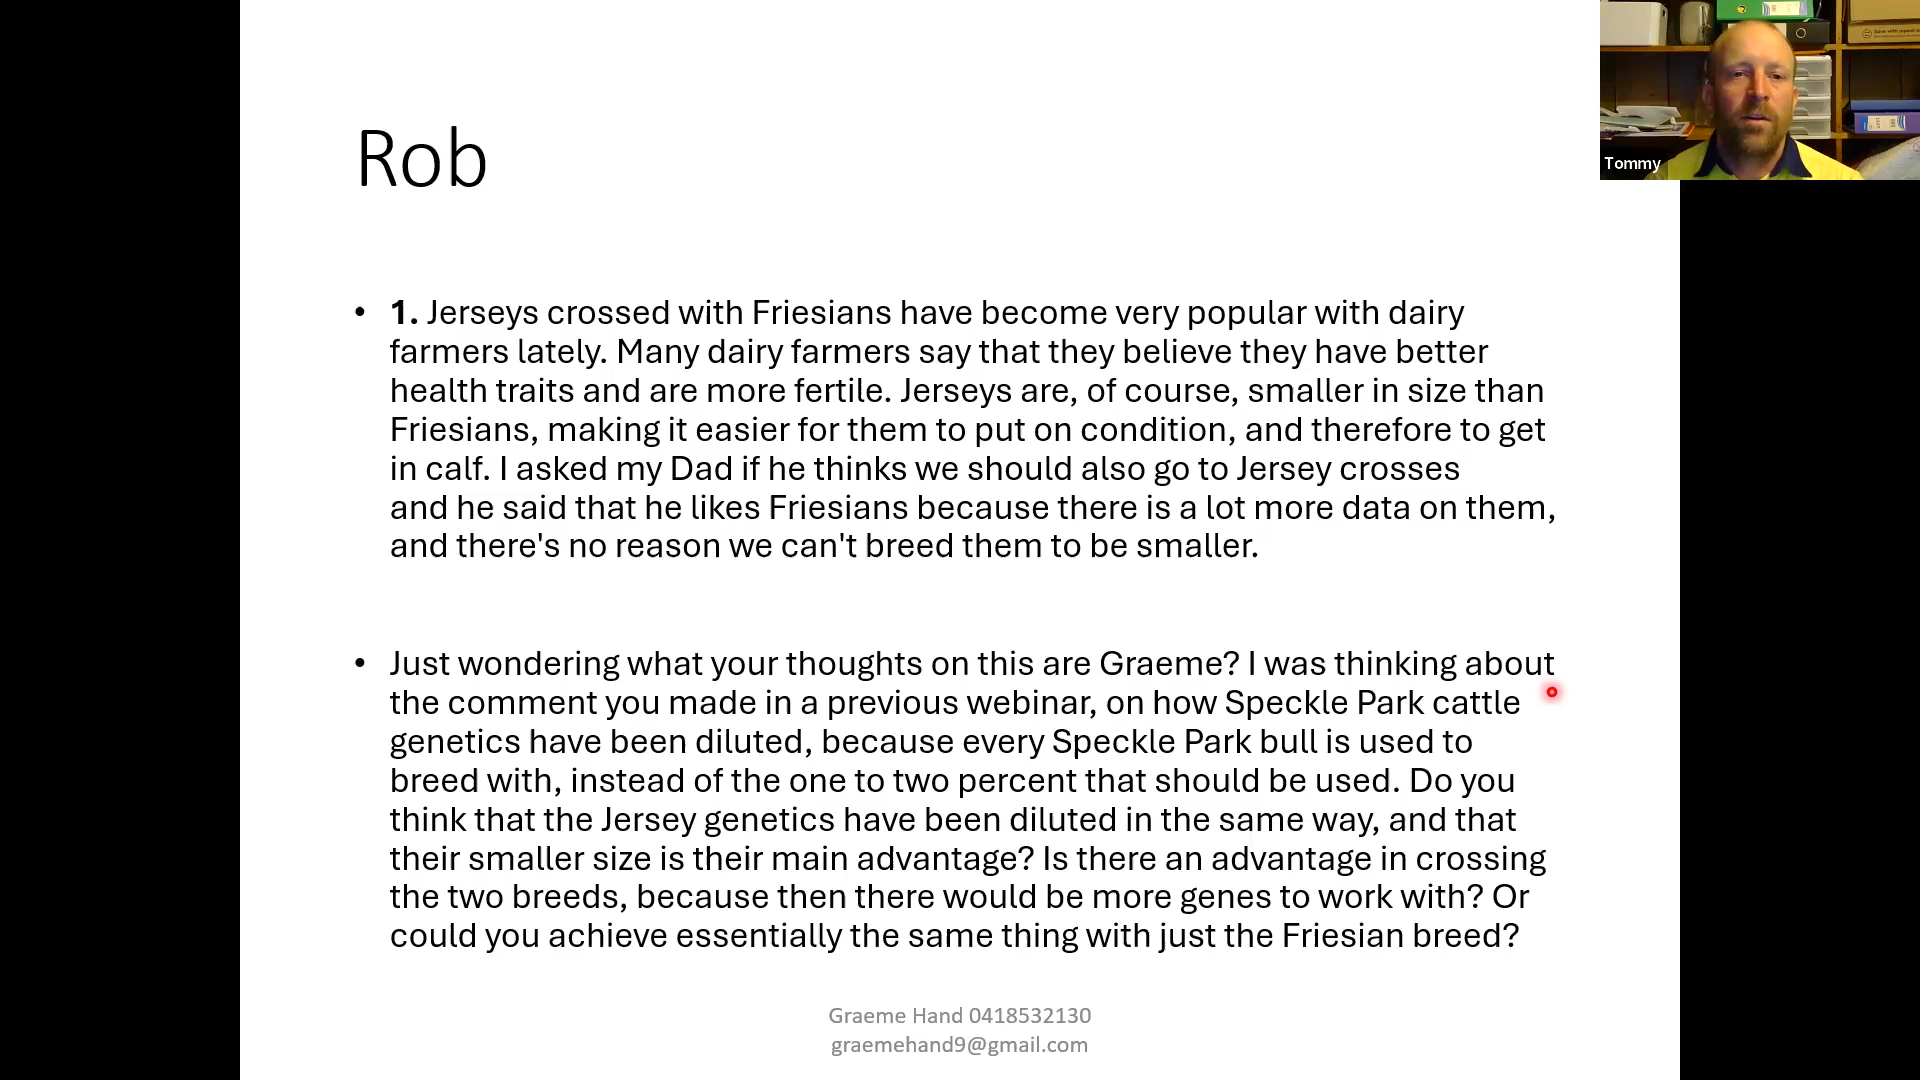 Rob
Tommy
• 1. Jerseys crossed with Friesians have become very popular with dairy
farmers lately. Many dairy farmers say that they believe they have better
health traits and are more fertile. Jerseys are, of course, smaller in size than
Friesians, making it easier for them to put on condition, and therefore to get
in calf. I asked my Dad if he thinks we should also go to Jersey crosses
and he said that he likes Friesians because there is a lot more data on them,
and there's no reason we can't breed them to be smaller.
• Just wondering what your thoughts on this are Graeme? I was thinking about
the comment you made in a previous webinar, on how Speckle Park cattle
genetics have been diluted, because every Speckle Park bull is used to
breed with, instead of the one to two percent that should be used. Do you
think that the Jersey genetics have been diluted in the same way, and that
their smaller size is their main advantage? Is there an advantage in crossing
the two breeds, because then there would be more genes to work with? Or
could you achieve essentially the same thing with just the Friesian breed?
Graeme Hand 0418532130
graemehand9@gmail.com